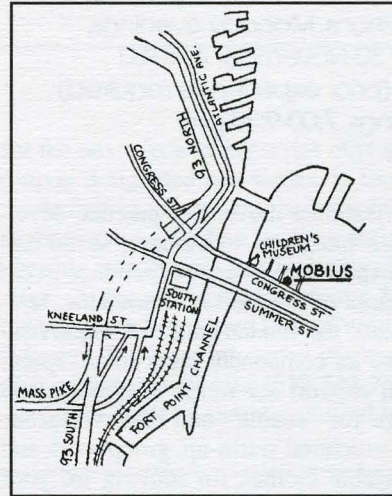 ATLANTIC AVE.
93 NORTH
CONGRESS ST
CHILDREN'S
MUSEUM
MOBIUS
CONGRESS ST
SUMMER ST
SOUTH
STATION
KNEELAND ST
FORT POINT CHANNEL
MASS PIKE
93 SOUTH